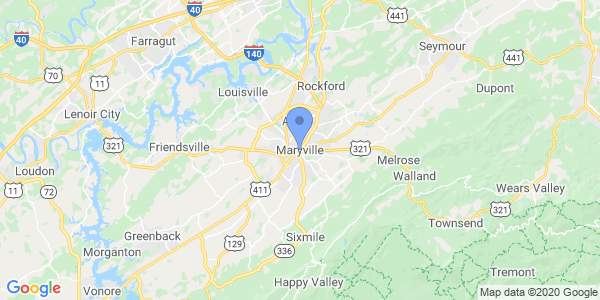 40
40
441
Farragut
140
Seymour
441
70
11
Rockford
Louisville
Dupont
Lenoir City
A
321
Friendsville
Maryville
321
Melrose
Loudon
Walland
11
72
411
Wears Valley
321
Townsend
Greenback
129
Sixmile
336
Morganton
Tremont
Happy Valley
Vonore
Google
Map data ©2020 Google